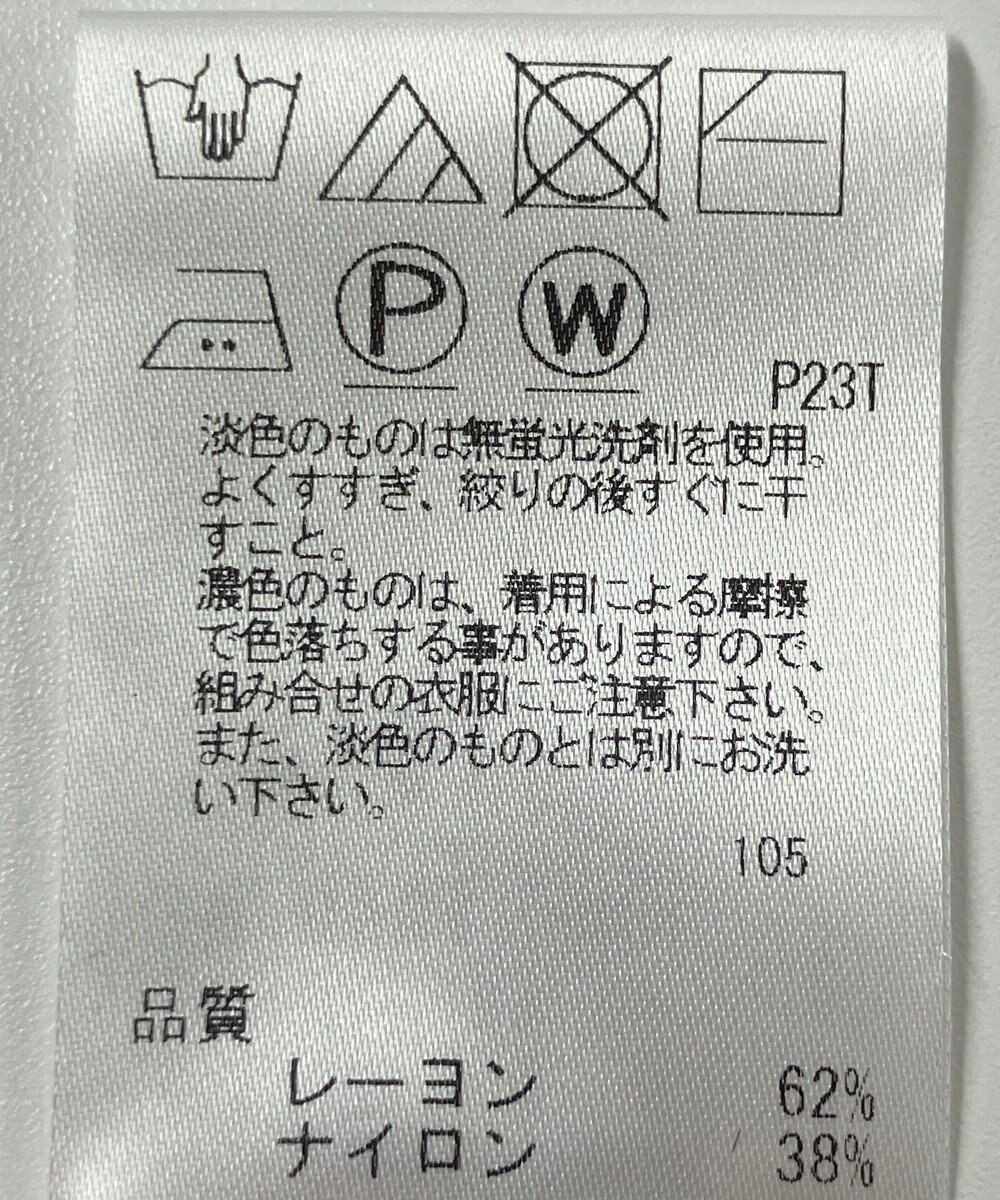 P
W
P23T
淡色のものは無蛍光洗剤を使用。
よくすすぎ、絞りの後すぐに干
すこと。
濃色のものは、着用による摩擦
で色落ちする事がありますので、
組み合せの衣服にご注意下さい。
また、淡色のものとは別にお洗
い下さい。
105
品質
レーヨン 62%
ナイロン 38%